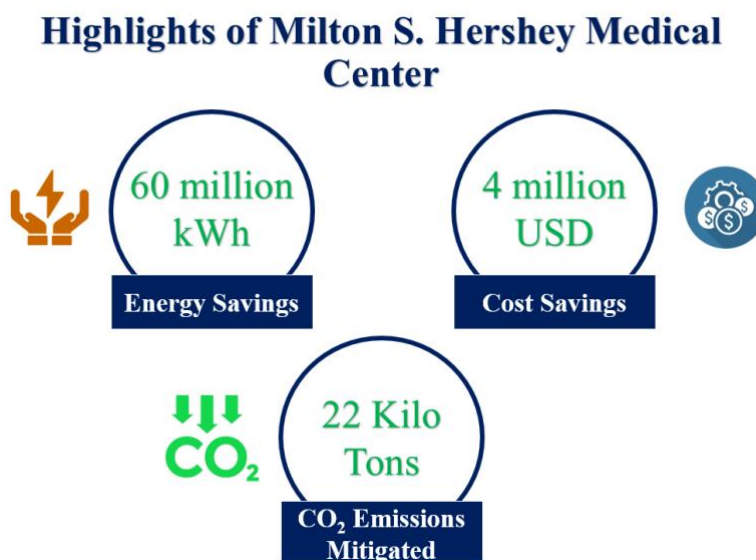 Highlights of Milton S. Hershey Medical
Center
60 million
kWh
Energy Savings
4 million
USD
Cost Savings
CO₂
22 Kilo
Tons
CO₂ Emissions
Mitigated